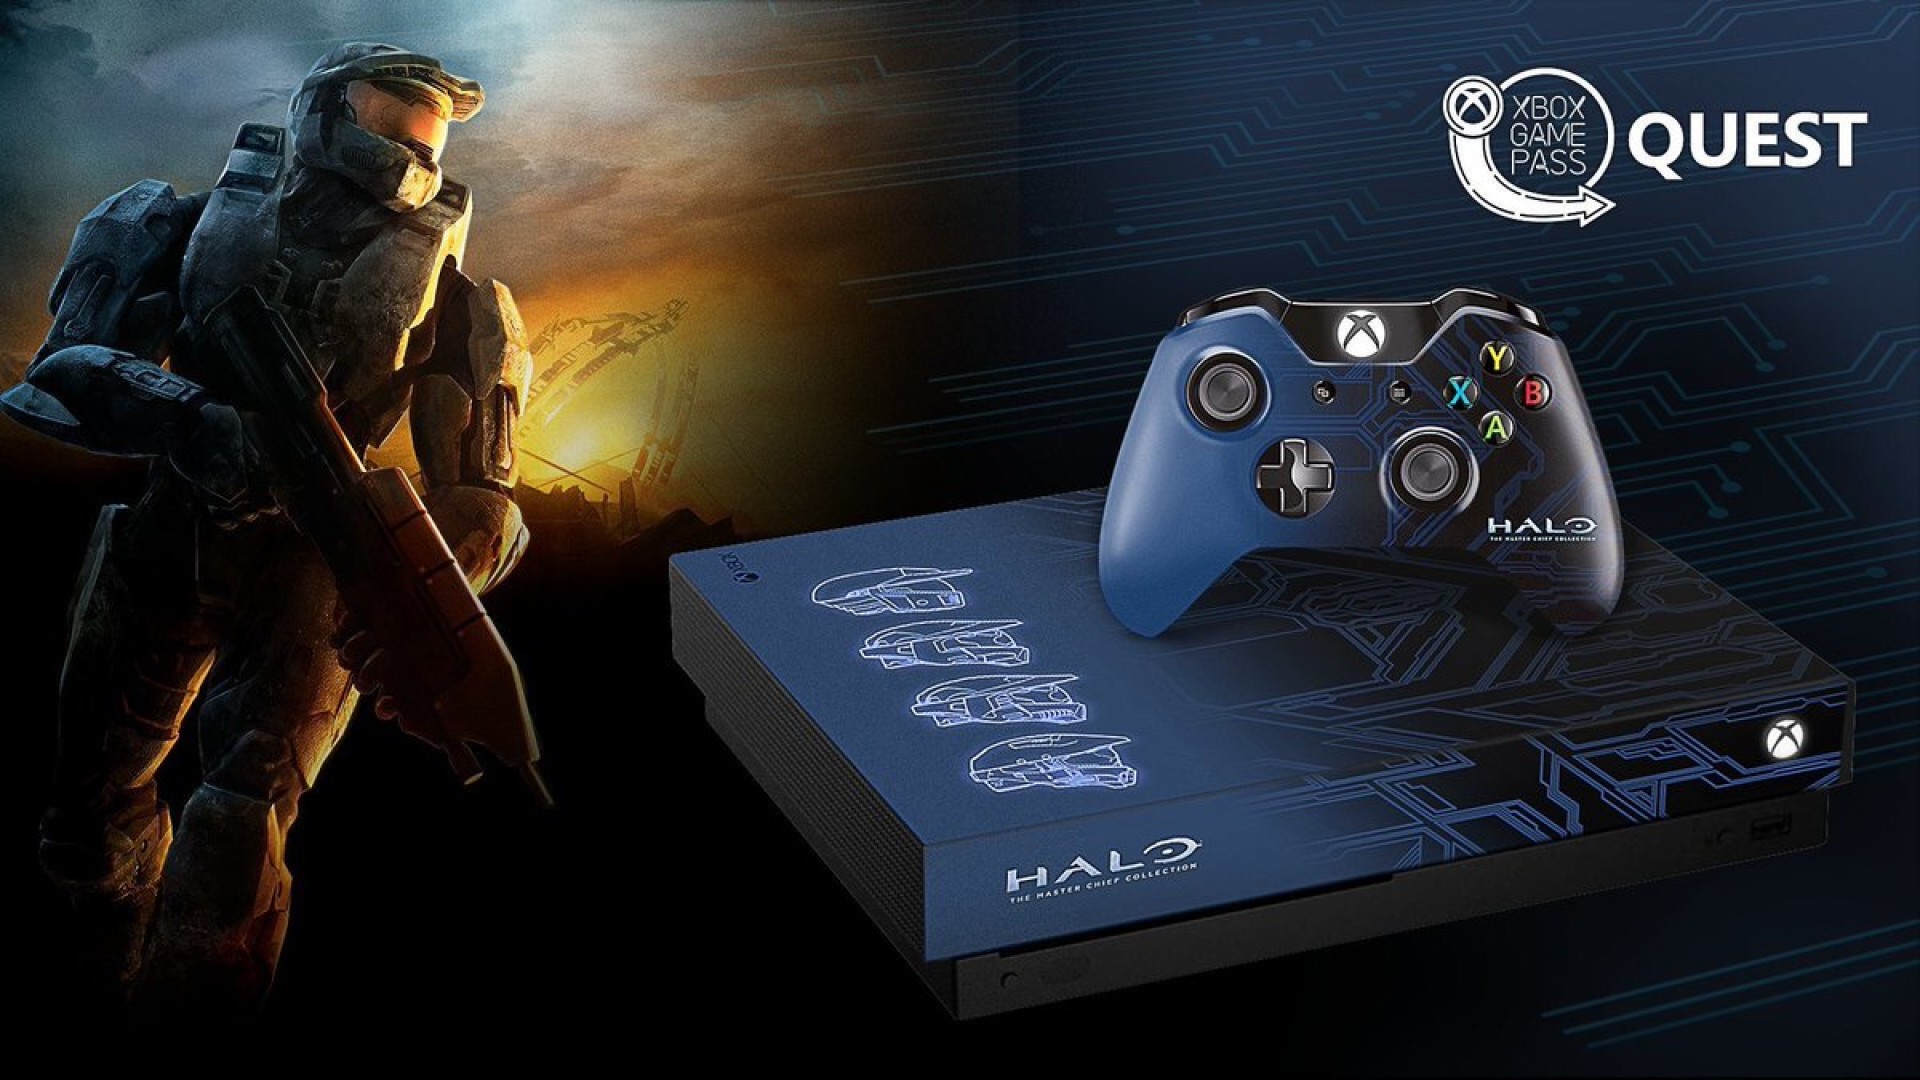 XBOX
GAME
PASS
QUEST
Y
X
B
A
HALO
THE MASTER CHIEF COLLECTION
XBOX
HALO
THE MASTER CHIEF COLLECTION